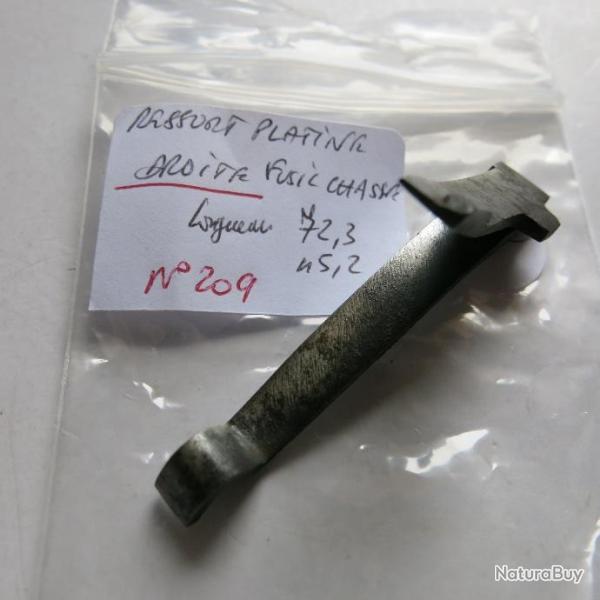 RESSORT PLATINE
DROITE FUSIL CHASSE
Longueur 72,3
45,2
N° 209
NaturaBuy